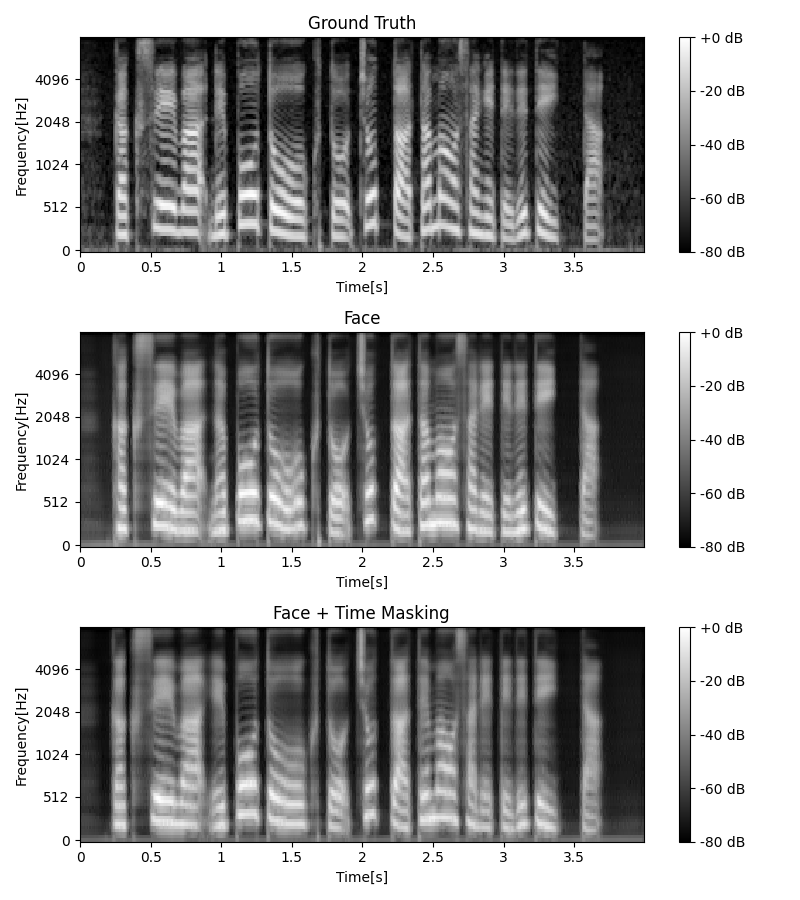 Ground Truth
+0 dB
4096
-20 dB
2048
-40 dB
1024
-60 dB
512
0
-80 dB
Frequency[Hz]
0 0.5 1 1.5 2 2.5 3 3.5
Time[s]
Face
+0 dB
4096
-20 dB
2048
-40 dB
1024
-60 dB
512
0
-80 dB
Frequency[Hz]
0 0.5 1 1.5 2 2.5 3 3.5
Time[s]
Face + Time Masking
+0 dB
4096
-20 dB
2048
-40 dB
1024
-60 dB
512
0
-80 dB
Frequency[Hz]
0 0.5 1 1.5 2 2.5 3 3.5
Time[s]